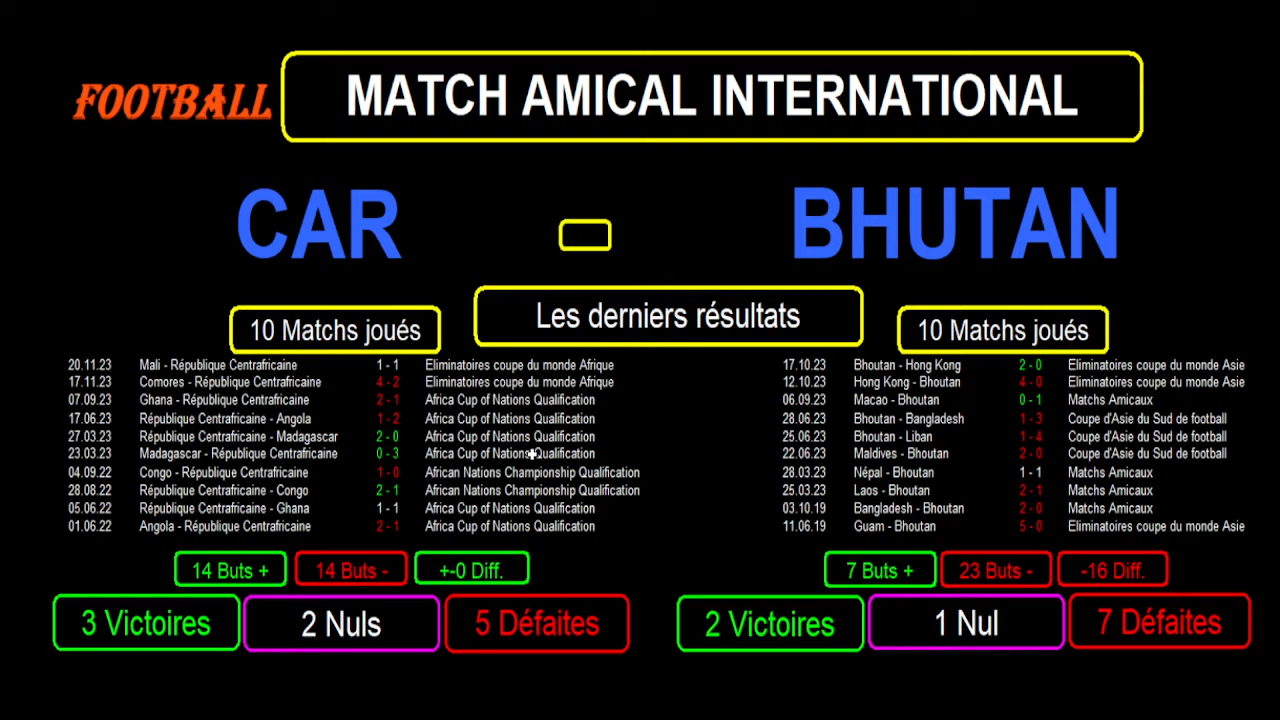 FOOTBALL
MATCH AMICAL INTERNATIONAL
CAR
BHUTAN
Les derniers résultats
10 Matchs joués
20.11.23 Mali - République Centrafricaine 1 - 1 Eliminatoires coupe du monde Afrique
17.11.23 Comores - République Centrafricaine 4 - 2 Eliminatoires coupe du monde Afrique
07.09.23 Ghana - République Centrafricaine 2 - 1 Africa Cup of Nations Qualification
17.06.23 République Centrafricaine - Angola 1 - 2 Africa Cup of Nations Qualification
27.03.23 République Centrafricaine - Madagascar 2 - 0 Africa Cup of Nations Qualification
23.03.23 Madagascar - République Centrafricaine 0 - 3 Africa Cup of Nations Qualification
04.09.22 Congo - République Centrafricaine 1 - 0 African Nations Championship Qualification
28.08.22 République Centrafricaine - Congo 2 - 1 African Nations Championship Qualification
05.06.22 République Centrafricaine - Ghana 1 - 1 Africa Cup of Nations Qualification
01.06.22 Angola - République Centrafricaine 2 - 1 Africa Cup of Nations Qualification
14 Buts + 14 Buts - +-0 Diff.
3 Victoires 2 Nuls 5 Défaites
10 Matchs joués
17.10.23 Bhoutan - Hong Kong 2 - 0 Eliminatoires coupe du monde Asie
12.10.23 Hong Kong - Bhoutan 4 - 0 Eliminatoires coupe du monde Asie
06.09.23 Macao - Bhoutan 0 - 1 Matchs Amicaux
28.06.23 Bhoutan - Bangladesh 1 - 3 Coupe d'Asie du Sud de football
25.06.23 Bhoutan - Liban 1 - 4 Coupe d'Asie du Sud de football
22.06.23 Maldives - Bhoutan 2 - 0 Coupe d'Asie du Sud de football
28.03.23 Népal - Bhoutan 1 - 1 Matchs Amicaux
25.03.23 Laos - Bhoutan 2 - 1 Matchs Amicaux
03.10.19 Bangladesh - Bhoutan 2 - 0 Matchs Amicaux
11.06.19 Guam - Bhoutan 5 - 0 Eliminatoires coupe du monde Asie
7 Buts + 23 Buts - -16 Diff.
2 Victoires 1 Nul 7 Défaites